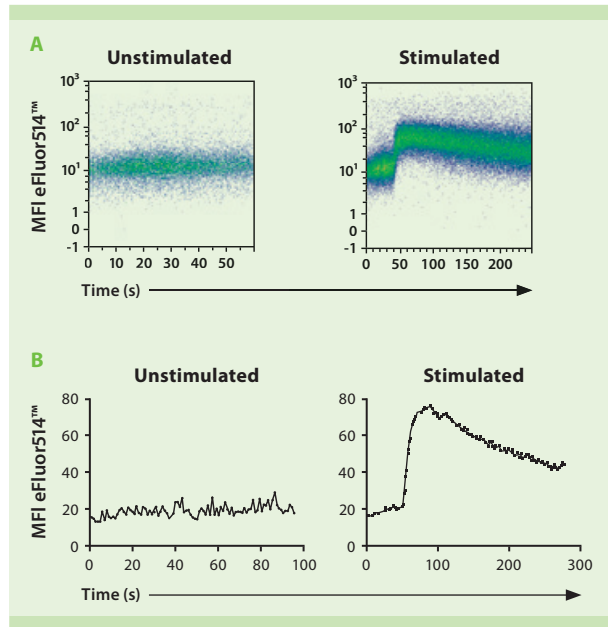 A
Unstimulated
Stimulated
MFI eFluor514™
10³
10²
10¹
1
0
-1
0 10 20 30 40 50
10³
10²
10¹
1
0
-1
0 50 100 150 200
Time (s)
B
Unstimulated
Stimulated
MFI eFluor514™
80
60
40
20
0
0 20 40 60 80 100
80
60
40
20
0
0 100 200 300
Time (s)